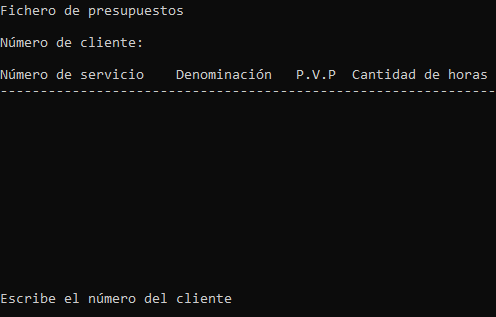 Fichero de presupuestos
Número de cliente:
Número de servicio    Denominación   P.V.P  Cantidad de horas
--------------------------------------------------------------
Escribe el número del cliente